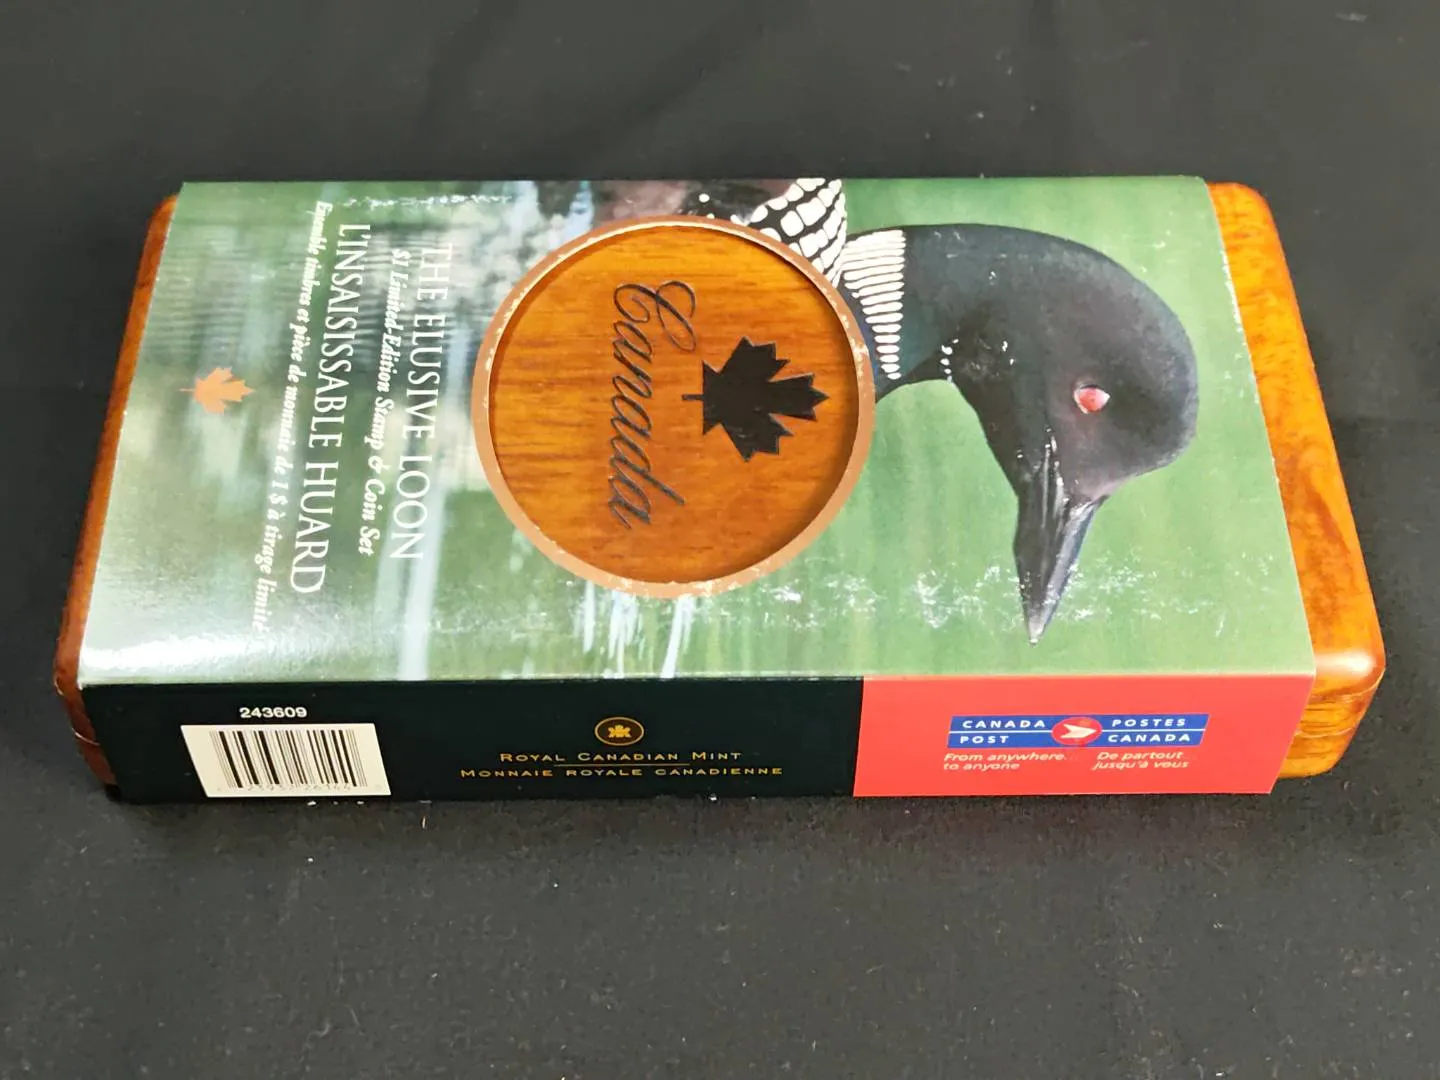 THE ELUSIVE LOON
$1 Limited-Edition Stamp & Coin Set
L'INSAISISSABLE HUARD
Ensemble timbres et pièce de monnaie de 1 $ à tirage limité
Canada
243609
ROYAL CANADIAN MINT
MONNAIE ROYALE CANADIENNE
CANADA POSTES
POST CANADA
From anywhere... De partout...
to anyone jusqu'à vous